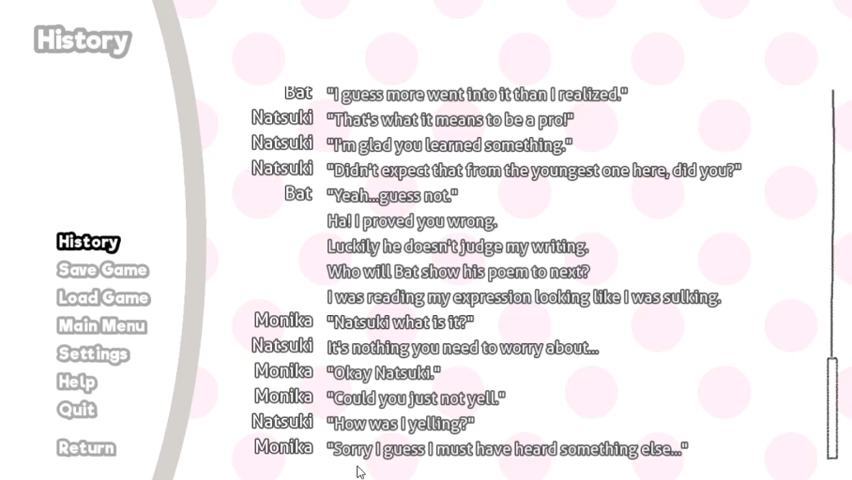 History
Bat "I guess more went into it than I realized."
Natsuki "That's what it means to be a pro!"
Natsuki "I'm glad you learned something."
Natsuki "Didn't expect that from the youngest one here, did you?"
Bat "Yeah...guess not."
Ha! I proved you wrong.
Luckily he doesn't judge my writing.
Who will Bat show his poem to next?
I was reading my expression looking like I was sulking.
Monika "Natsuki what is it?"
Natsuki It's nothing you need to worry about...
Monika "Okay Natsuki."
Monika "Could you just not yell."
Natsuki "How was I yelling?"
Monika "Sorry I guess I must have heard something else..."
History
Save Game
Load Game
Main Menu
Settings
Help
Quit
Return